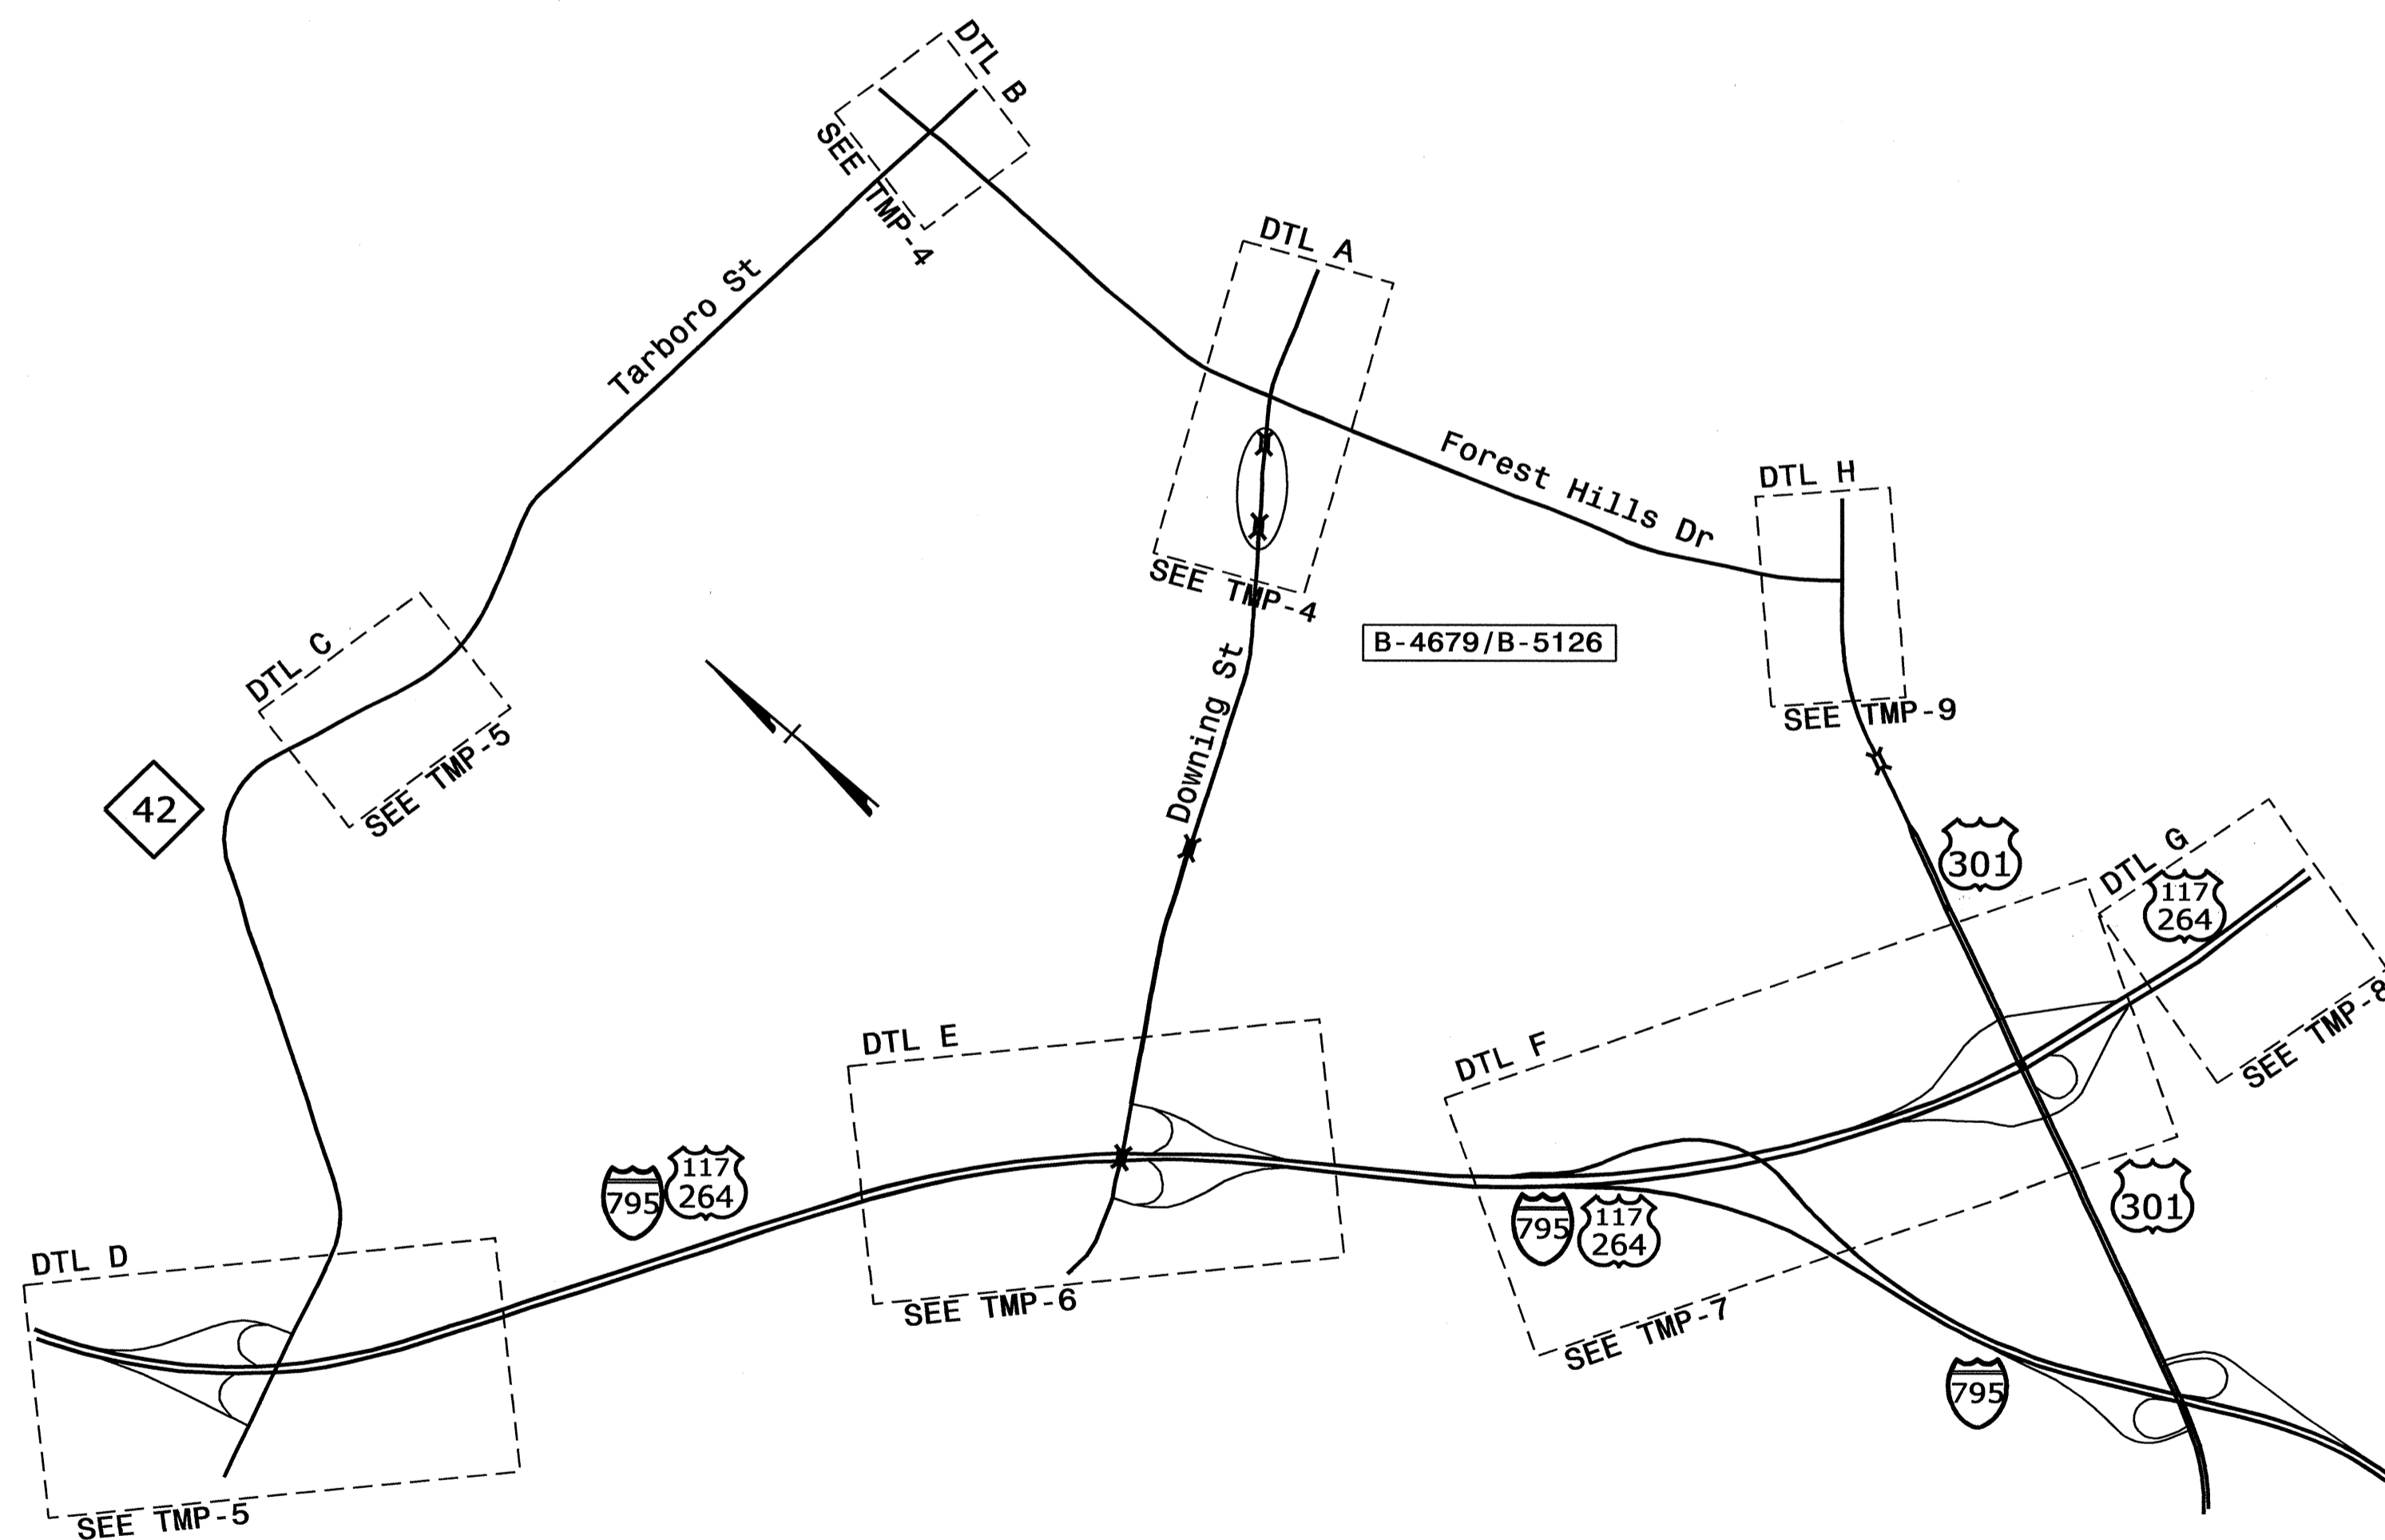 DTL B
SEE TMP-4
Tarboro St
DTL A
SEE TMP-4
Forest Hills Dr
DTL H
SEE TMP-9
B-4679/B-5126
DTL C
SEE TMP-5
42
Downing St
301
DTL G
117
264
SEE TMP-8
DTL E
SEE TMP-6
DTL F
SEE TMP-7
795
117
264
795
117
264
301
795
DTL D
SEE TMP-5